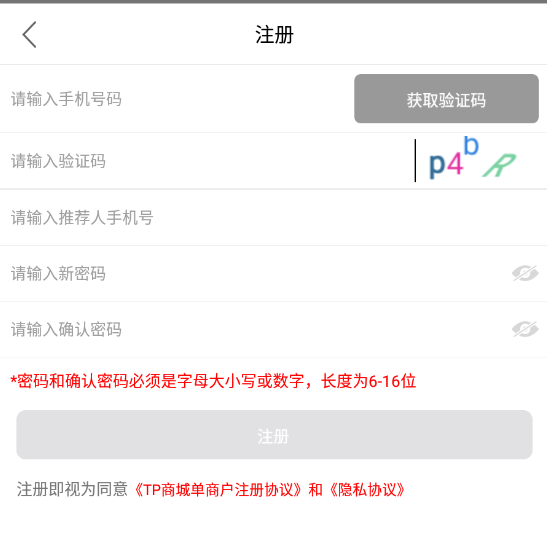 注册
请输入手机号码 获取验证码
请输入验证码 p4bR
请输入推荐人手机号
请输入新密码
请输入确认密码
*密码和确认密码必须是字母大小写或数字，长度为6-16位
注册
注册即视为同意《TP商城单商户注册协议》和《隐私协议》